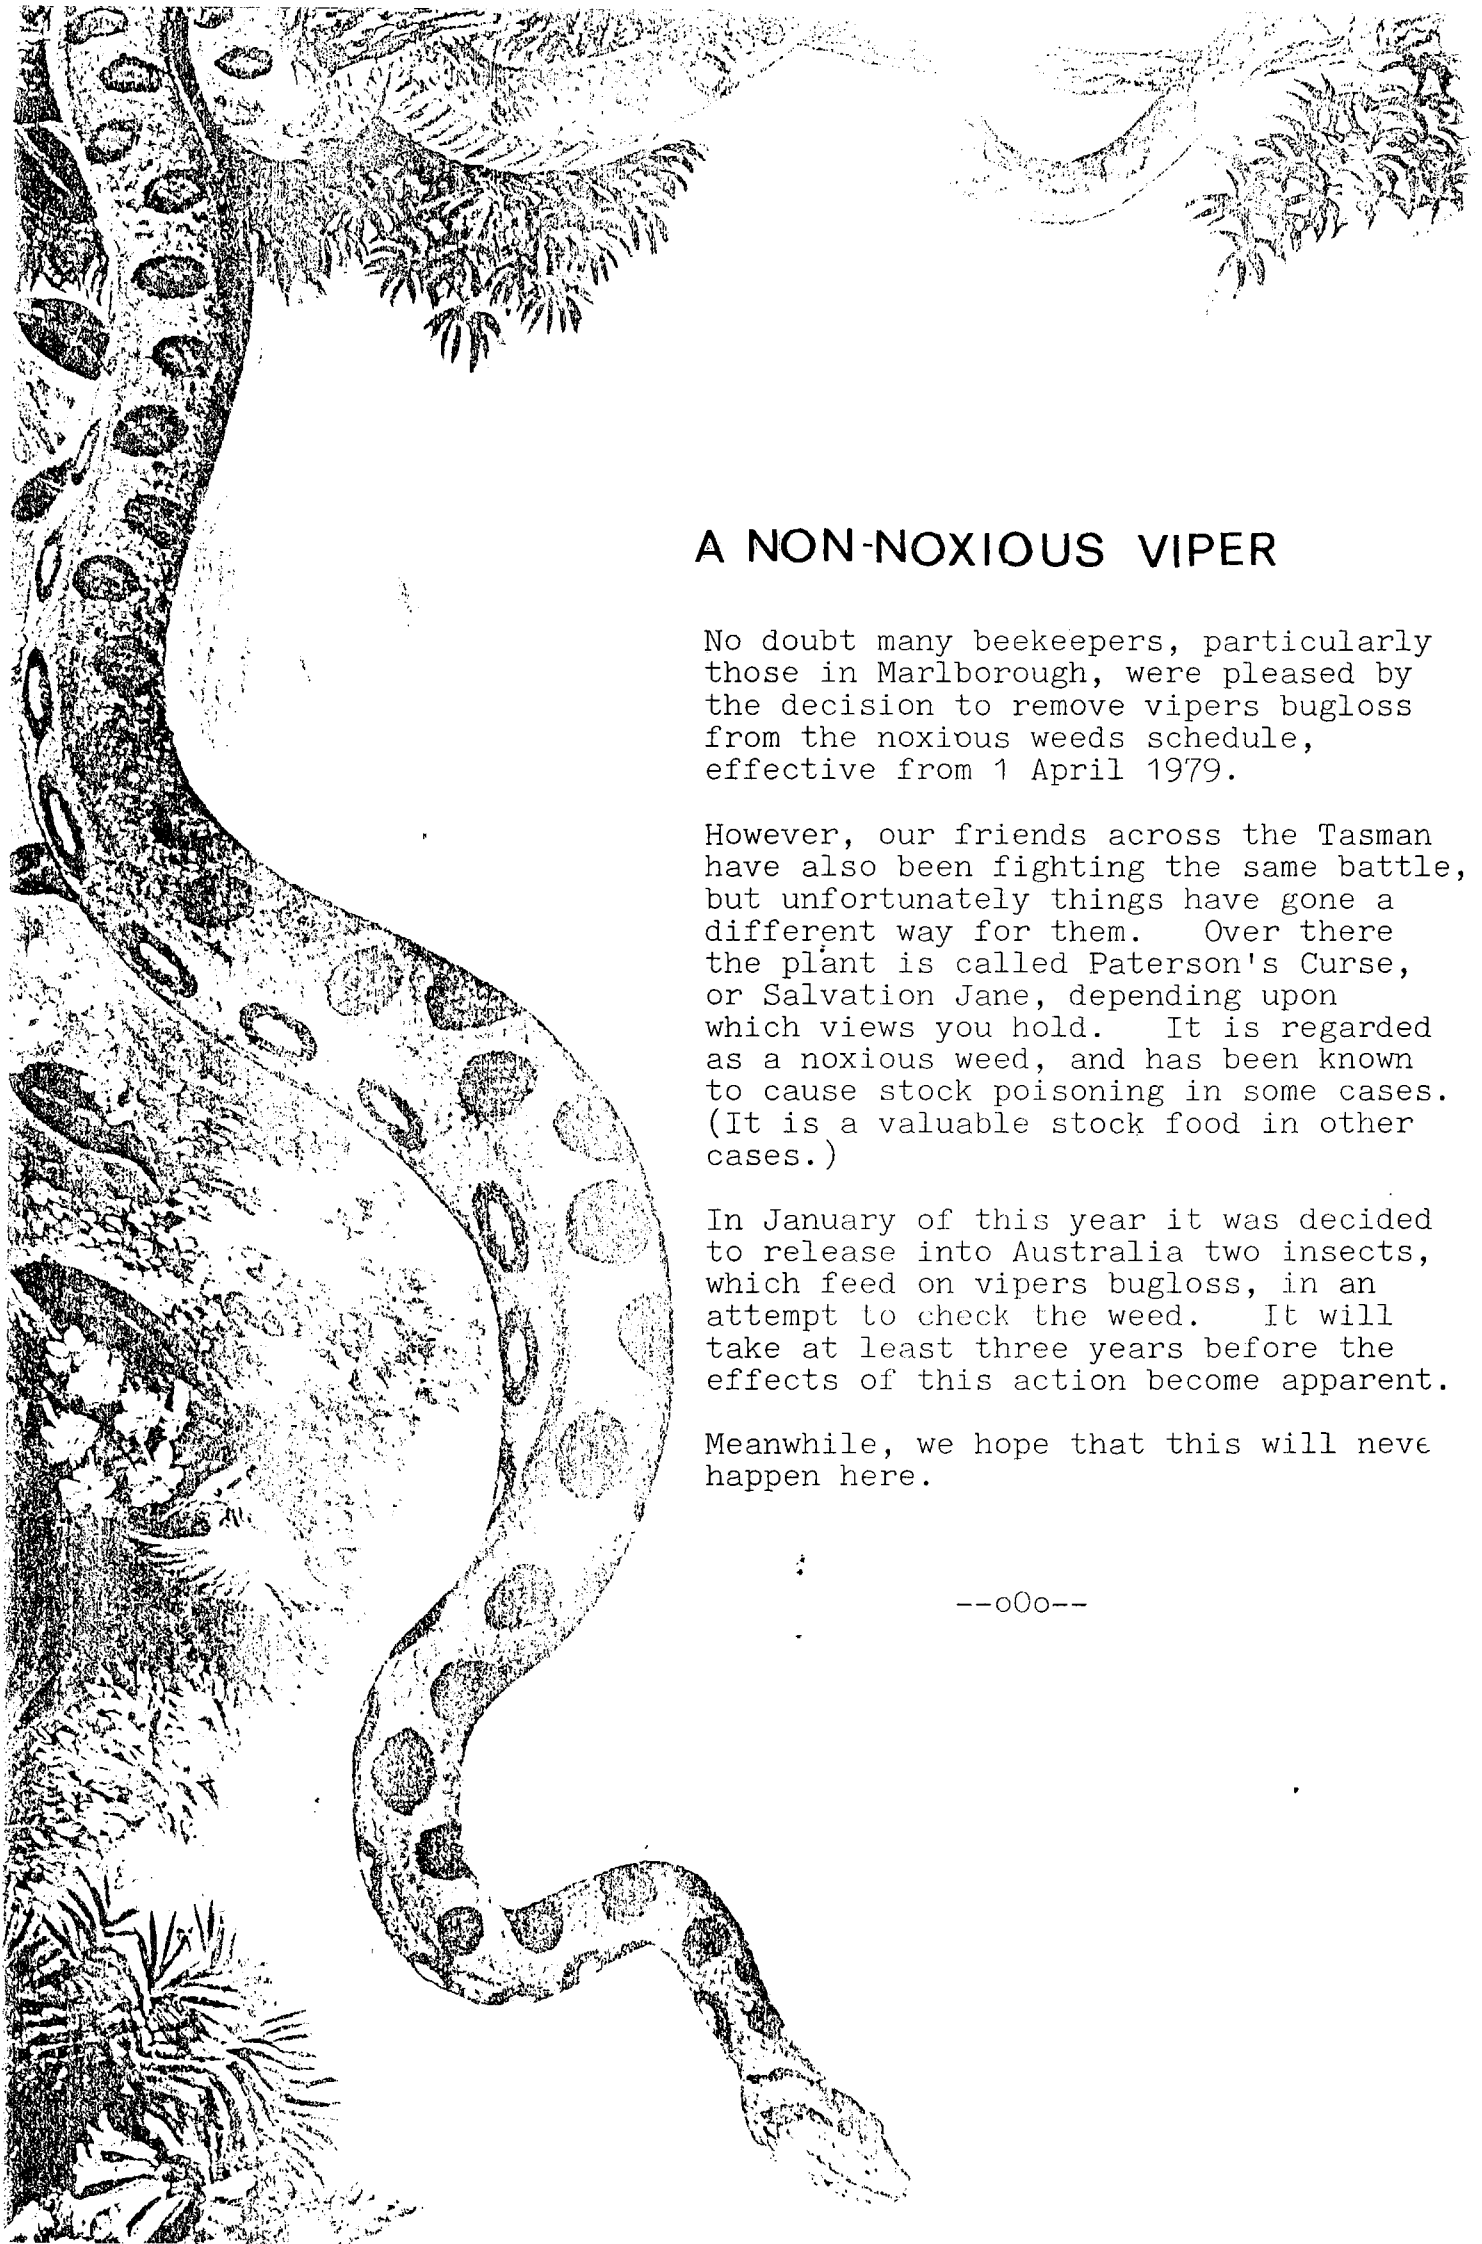 A NON-NOXIOUS VIPER
No doubt many beekeepers, particularly
those in Marlborough, were pleased by
the decision to remove vipers bugloss
from the noxious weeds schedule,
effective from 1 April 1979.
However, our friends across the Tasman
have also been fighting the same battle,
but unfortunately things have gone a
different way for them. Over there
the plant is called Paterson's Curse,
or Salvation Jane, depending upon
which views you hold. It is regarded
as a noxious weed, and has been known
to cause stock poisoning in some cases.
(It is a valuable stock food in other
cases.)
In January of this year it was decided
to release into Australia two insects,
which feed on vipers bugloss, in an
attempt to check the weed. It will
take at least three years before the
effects of this action become apparent.
Meanwhile, we hope that this will neve
happen here.
--oOo--